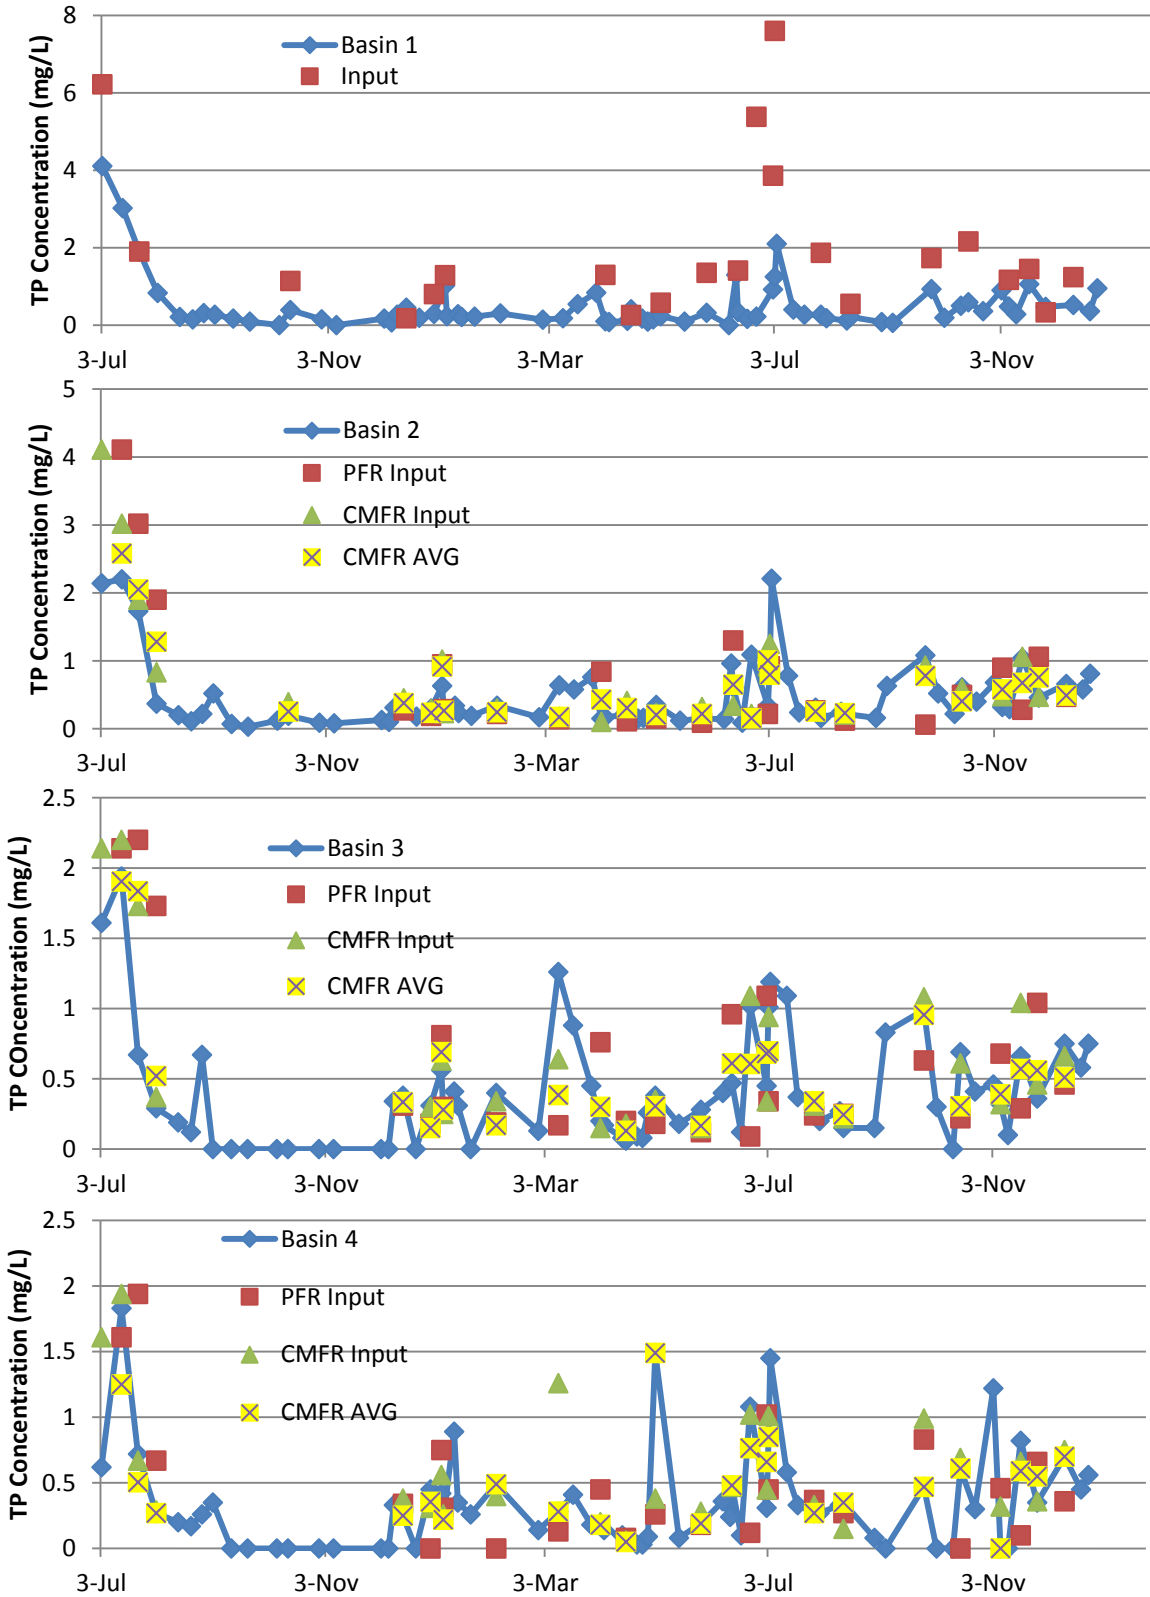 TP Concentration (mg/L)
8
6
4
2
0
Basin 1
Input
3-Jul 3-Nov 3-Mar 3-Jul 3-Nov
TP Concentration (mg/L)
5
4
3
2
1
0
Basin 2
PFR Input
CMFR Input
CMFR AVG
3-Jul 3-Nov 3-Mar 3-Jul 3-Nov
TP COncentration (mg/L)
2.5
2
1.5
1
0.5
0
Basin 3
PFR Input
CMFR Input
CMFR AVG
3-Jul 3-Nov 3-Mar 3-Jul 3-Nov
TP Concentration (mg/L)
2.5
2
1.5
1
0.5
0
Basin 4
PFR Input
CMFR Input
CMFR AVG
3-Jul 3-Nov 3-Mar 3-Jul 3-Nov